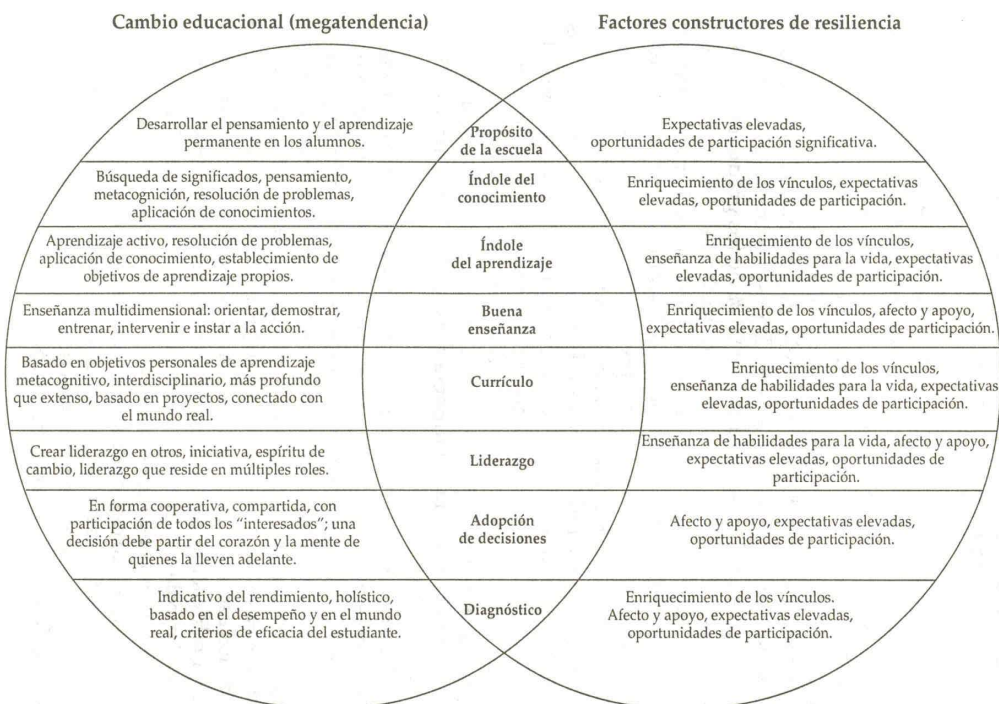 Cambio educacional (megatendencia)
Factores constructores de resiliencia
Desarrollar el pensamiento y el aprendizaje
permanente en los alumnos.
Propósito
de la escuela
Expectativas elevadas,
oportunidades de participación significativa.
Búsqueda de significados, pensamiento,
metacognición, resolución de problemas,
aplicación de conocimientos.
Índole del
conocimiento
Enriquecimiento de los vínculos, expectativas
elevadas, oportunidades de participación.
Aprendizaje activo, resolución de problemas,
aplicación de conocimiento, establecimiento de
objetivos de aprendizaje propios.
Índole
del aprendizaje
Enriquecimiento de los vínculos,
enseñanza de habilidades para la vida, expectativas
elevadas, oportunidades de participación.
Enseñanza multidimensional: orientar, demostrar,
entrenar, intervenir e instar a la acción.
Buena
enseñanza
Enriquecimiento de los vínculos, afecto y apoyo,
expectativas elevadas, oportunidades de participación.
Basado en objetivos personales de aprendizaje
metacognitivo, interdisciplinario, más profundo
que extenso, basado en proyectos, conectado con
el mundo real.
Currículo
Enriquecimiento de los vínculos,
enseñanza de habilidades para la vida, expectativas
elevadas, oportunidades de participación.
Crear liderazgo en otros, iniciativa, espíritu de
cambio, liderazgo que reside en múltiples roles.
Liderazgo
Enseñanza de habilidades para la vida, afecto y apoyo,
expectativas elevadas, oportunidades de
participación.
En forma cooperativa, compartida, con
participación de todos los “interesados”; una
decisión debe partir del corazón y la mente de
quienes la lleven adelante.
Adopción
de decisiones
Afecto y apoyo, expectativas elevadas,
oportunidades de participación.
Indicativo del rendimiento, holístico,
basado en el desempeño y en el mundo
real, criterios de eficacia del estudiante.
Diagnóstico
Enriquecimiento de los vínculos.
Afecto y apoyo, expectativas elevadas,
oportunidades de participación.